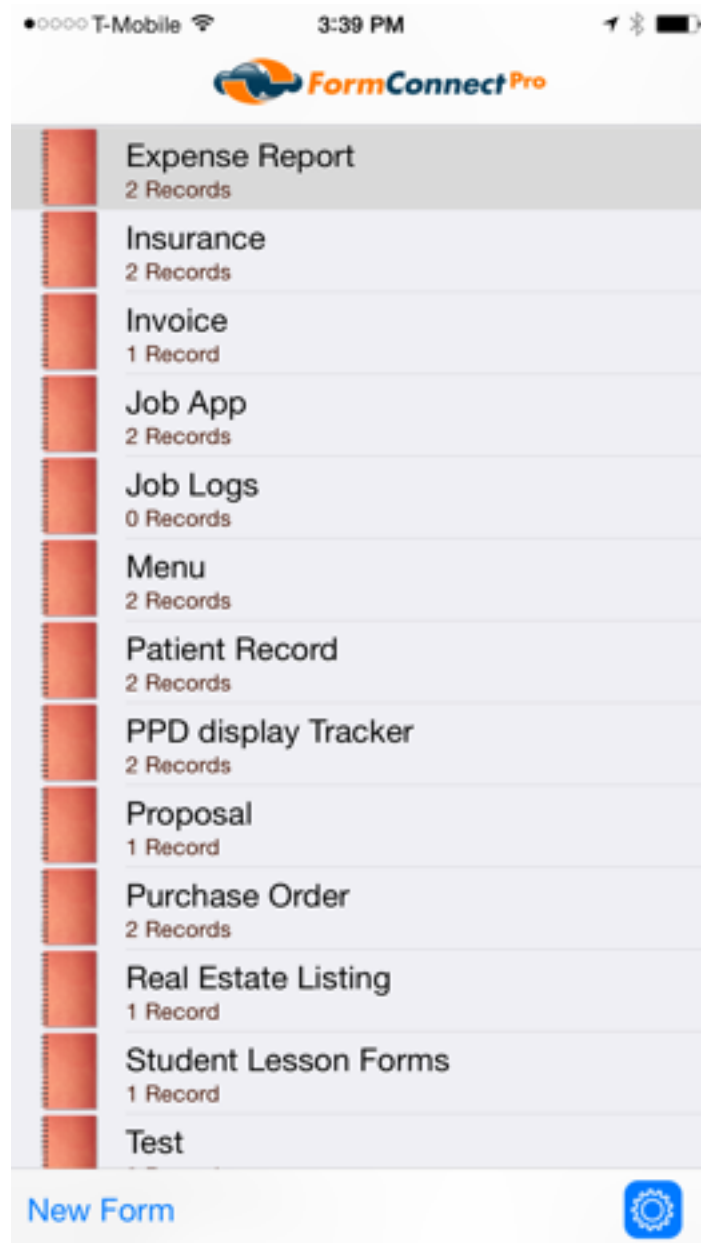 T-Mobile 3:39 PM
FormConnect Pro
Expense Report
2 Records
Insurance
2 Records
Invoice
1 Record
Job App
2 Records
Job Logs
0 Records
Menu
2 Records
Patient Record
2 Records
PPD display Tracker
2 Records
Proposal
1 Record
Purchase Order
2 Records
Real Estate Listing
1 Record
Student Lesson Forms
1 Record
Test
New Form